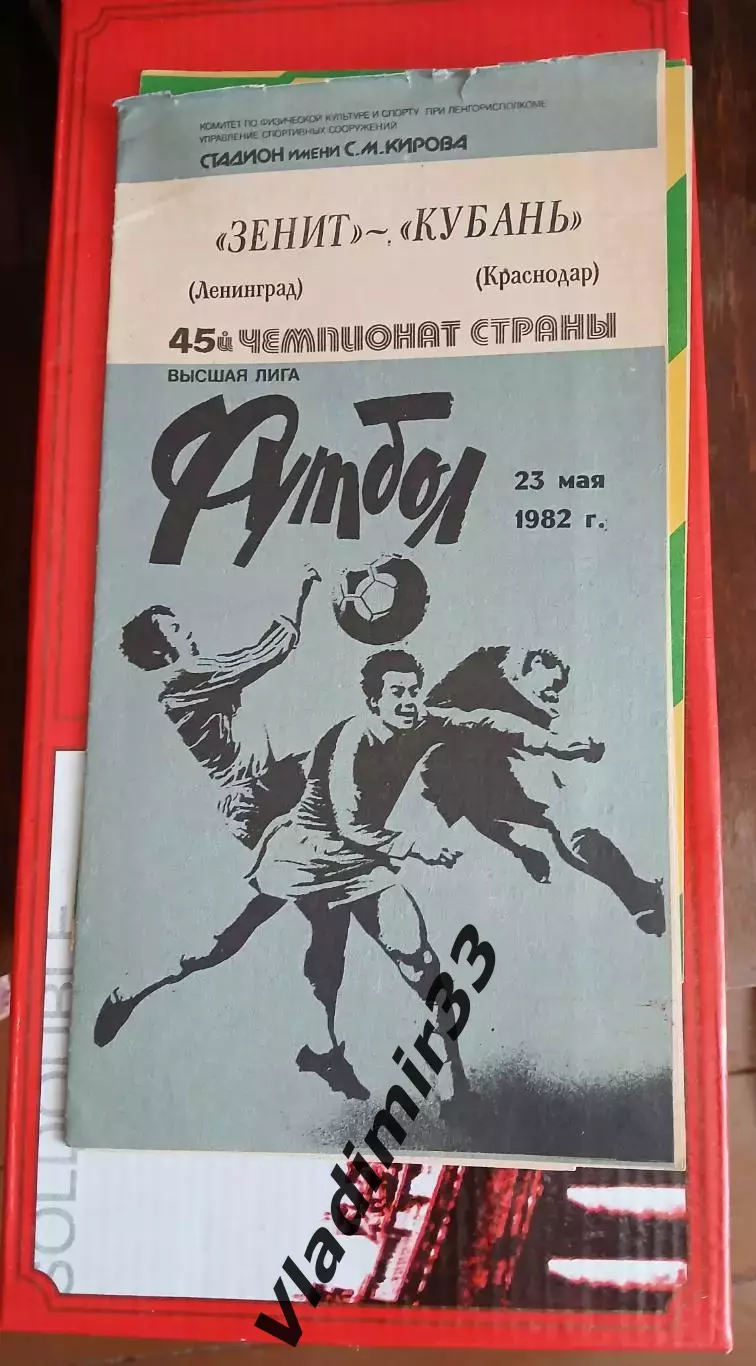 КОМИТЕТ ПО ФИЗИЧЕСКОЙ КУЛЬТУРЕ И СПОРТУ ПРИ ЛЕНГОРИСПОЛКОМЕ
УПРАВЛЕНИЕ СПОРТИВНЫХ СООРУЖЕНИЙ
СТАДИОН ИМЕНИ С.М.КИРОВА
«ЗЕНИТ» ~ «КУБАНЬ»
(Ленинград) (Краснодар)
45й ЧЕМПИОНАТ СТРАНЫ
ВЫСШАЯ ЛИГА
Футбол
23 мая
1982 г.
Vladimir33